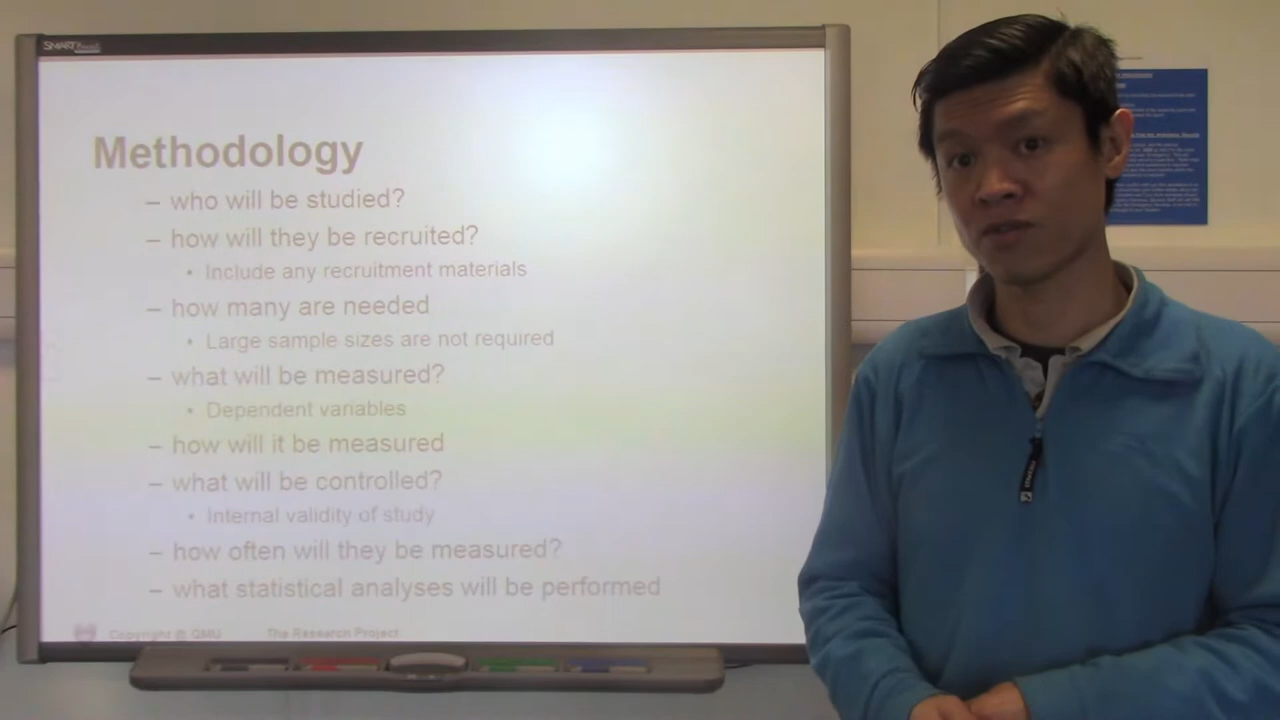 SMART Board
Methodology
– who will be studied?
– how will they be recruited?
• Include any recruitment materials
– how many are needed
• Large sample sizes are not required
– what will be measured?
• Dependent variables
– how will it be measured
– what will be controlled?
• Internal validity of study
– how often will they be measured?
– what statistical analyses will be performed
Copyright @ QMU The Research Project